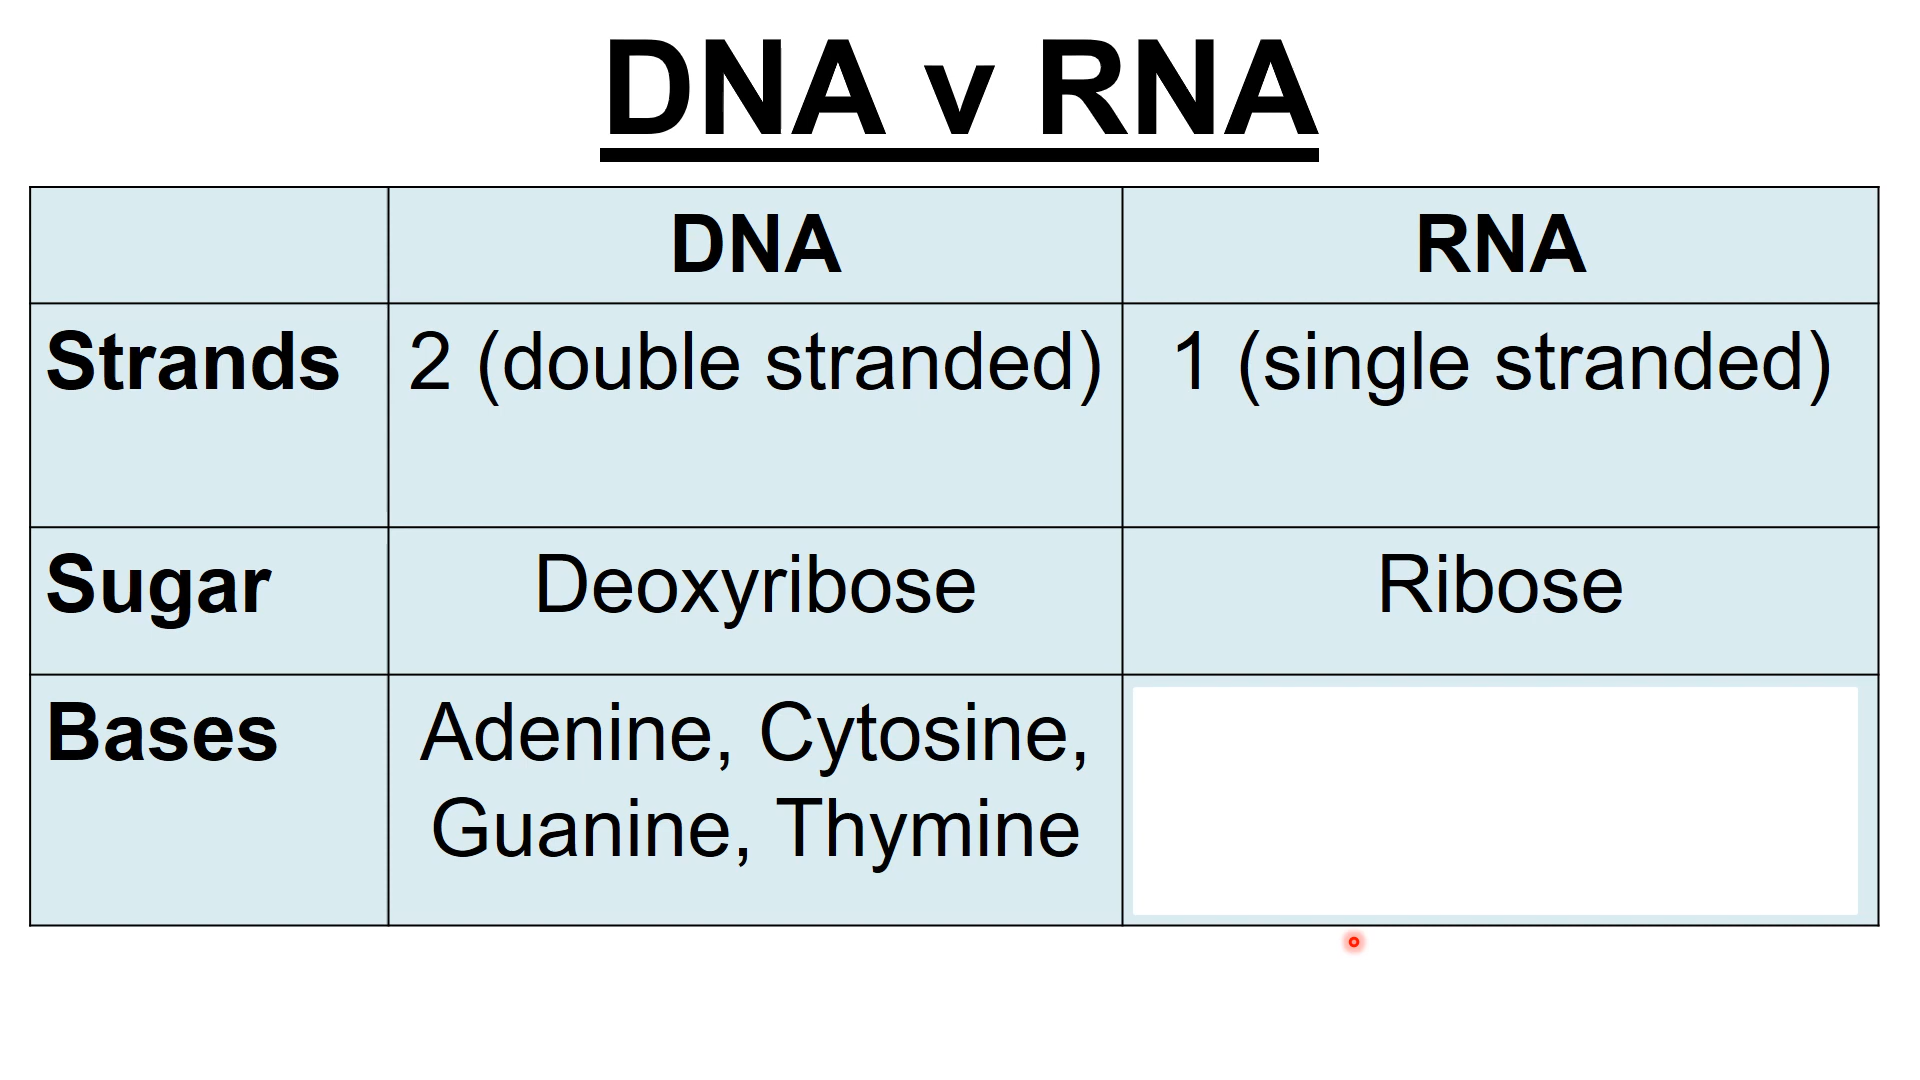 DNA v RNA
DNA
RNA
Strands
2 (double stranded)
1 (single stranded)
Sugar
Deoxyribose
Ribose
Bases
Adenine, Cytosine,
Guanine, Thymine